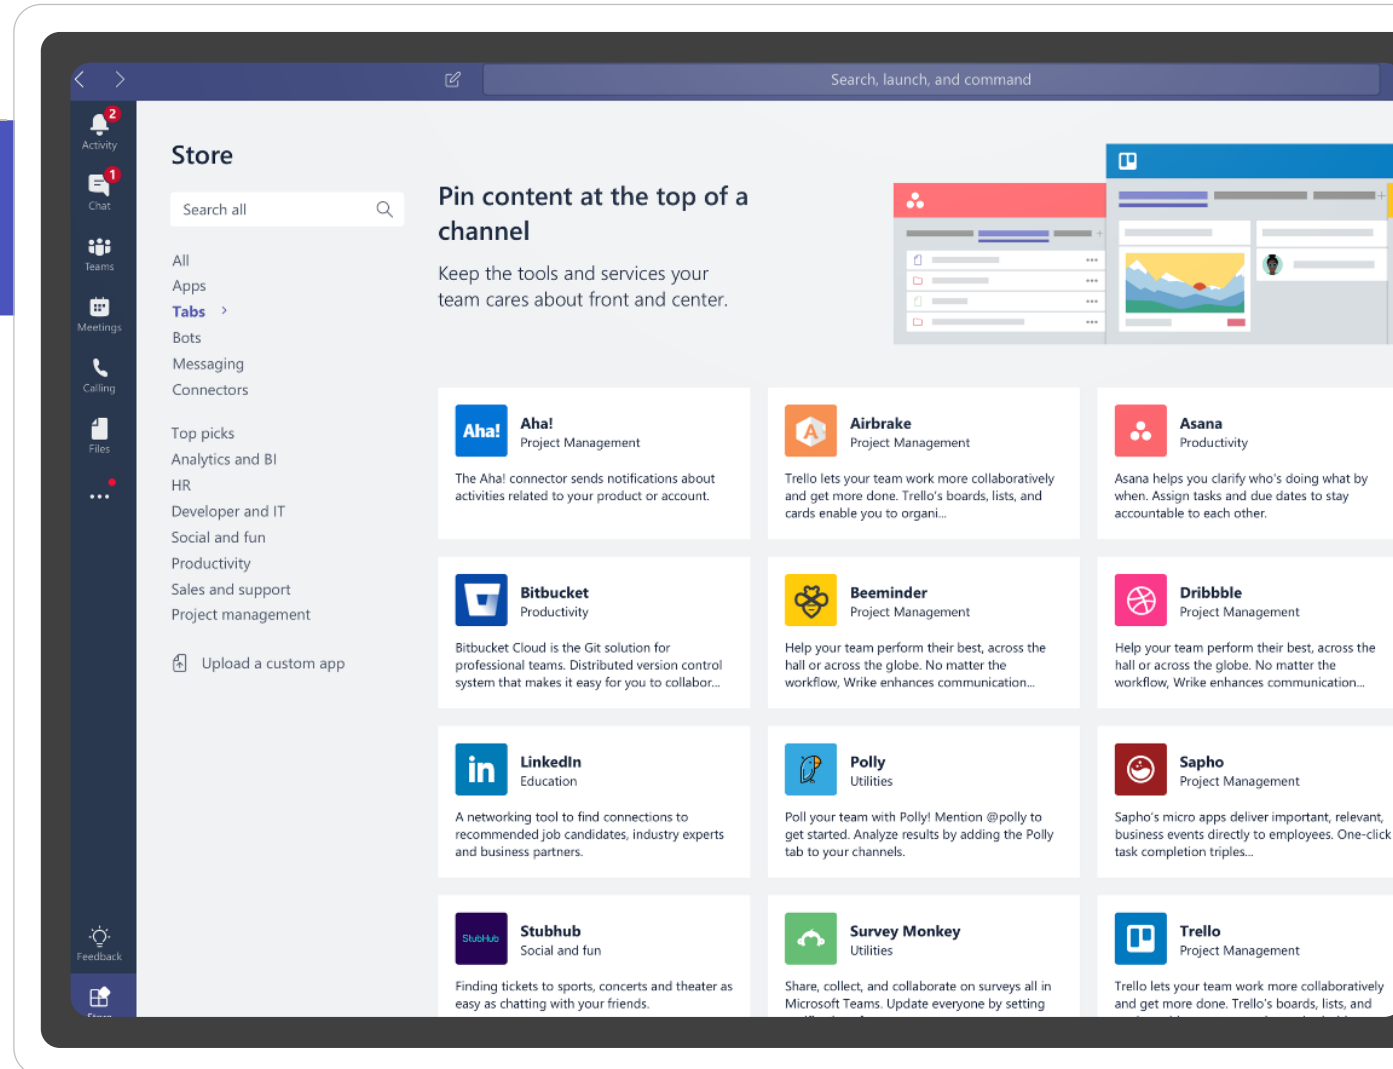 Search, launch, and command
2
Activity
1
Chat
Teams
Meetings
Calling
Files
Feedback
Store
Store
Search all
All
Apps
Tabs
Bots
Messaging
Connectors
Top picks
Analytics and BI
HR
Developer and IT
Social and fun
Productivity
Sales and support
Project management
Upload a custom app
Pin content at the top of a
channel
Keep the tools and services your
team cares about front and center.
Aha!
Aha!
Project Management
The Aha! connector sends notifications about
activities related to your product or account.
A
Airbrake
Project Management
Trello lets your team work more collaboratively
and get more done. Trello's boards, lists, and
cards enable you to organi...
Asana
Productivity
Asana helps you clarify who's doing what by
when. Assign tasks and due dates to stay
accountable to each other.
Bitbucket
Productivity
Bitbucket Cloud is the Git solution for
professional teams. Distributed version control
system that makes it easy for you to collabor...
Beeminder
Project Management
Help your team perform their best, across the
hall or across the globe. No matter the
workflow, Wrike enhances communication...
Dribbble
Project Management
Help your team perform their best, across the
hall or across the globe. No matter the
workflow, Wrike enhances communication...
in
LinkedIn
Education
A networking tool to find connections to
recommended job candidates, industry experts
and business partners.
Polly
Utilities
Poll your team with Polly! Mention @polly to
get started. Analyze results by adding the Polly
tab to your channels.
Sapho
Project Management
Sapho's micro apps deliver important, relevant,
business events directly to employees. One-click
task completion triples...
StubHub
Stubhub
Social and fun
Finding tickets to sports, concerts and theater as
easy as chatting with your friends.
Survey Monkey
Utilities
Share, collect, and collaborate on surveys all in
Microsoft Teams. Update everyone by setting
Trello
Project Management
Trello lets your team work more collaboratively
and get more done. Trello's boards, lists, and